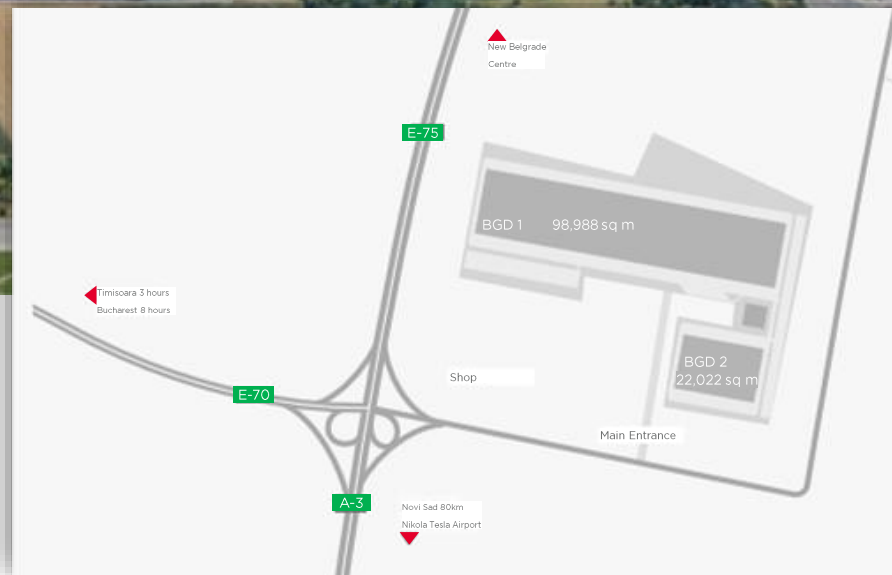 New Belgrade
Centre
E-75
BGD 1 98,988 sq m
Timisoara 3 hours
Bucharest 8 hours
BGD 2
22,022 sq m
Shop
E-70
Main Entrance
A-3
Novi Sad 80km
Nikola Tesla Airport